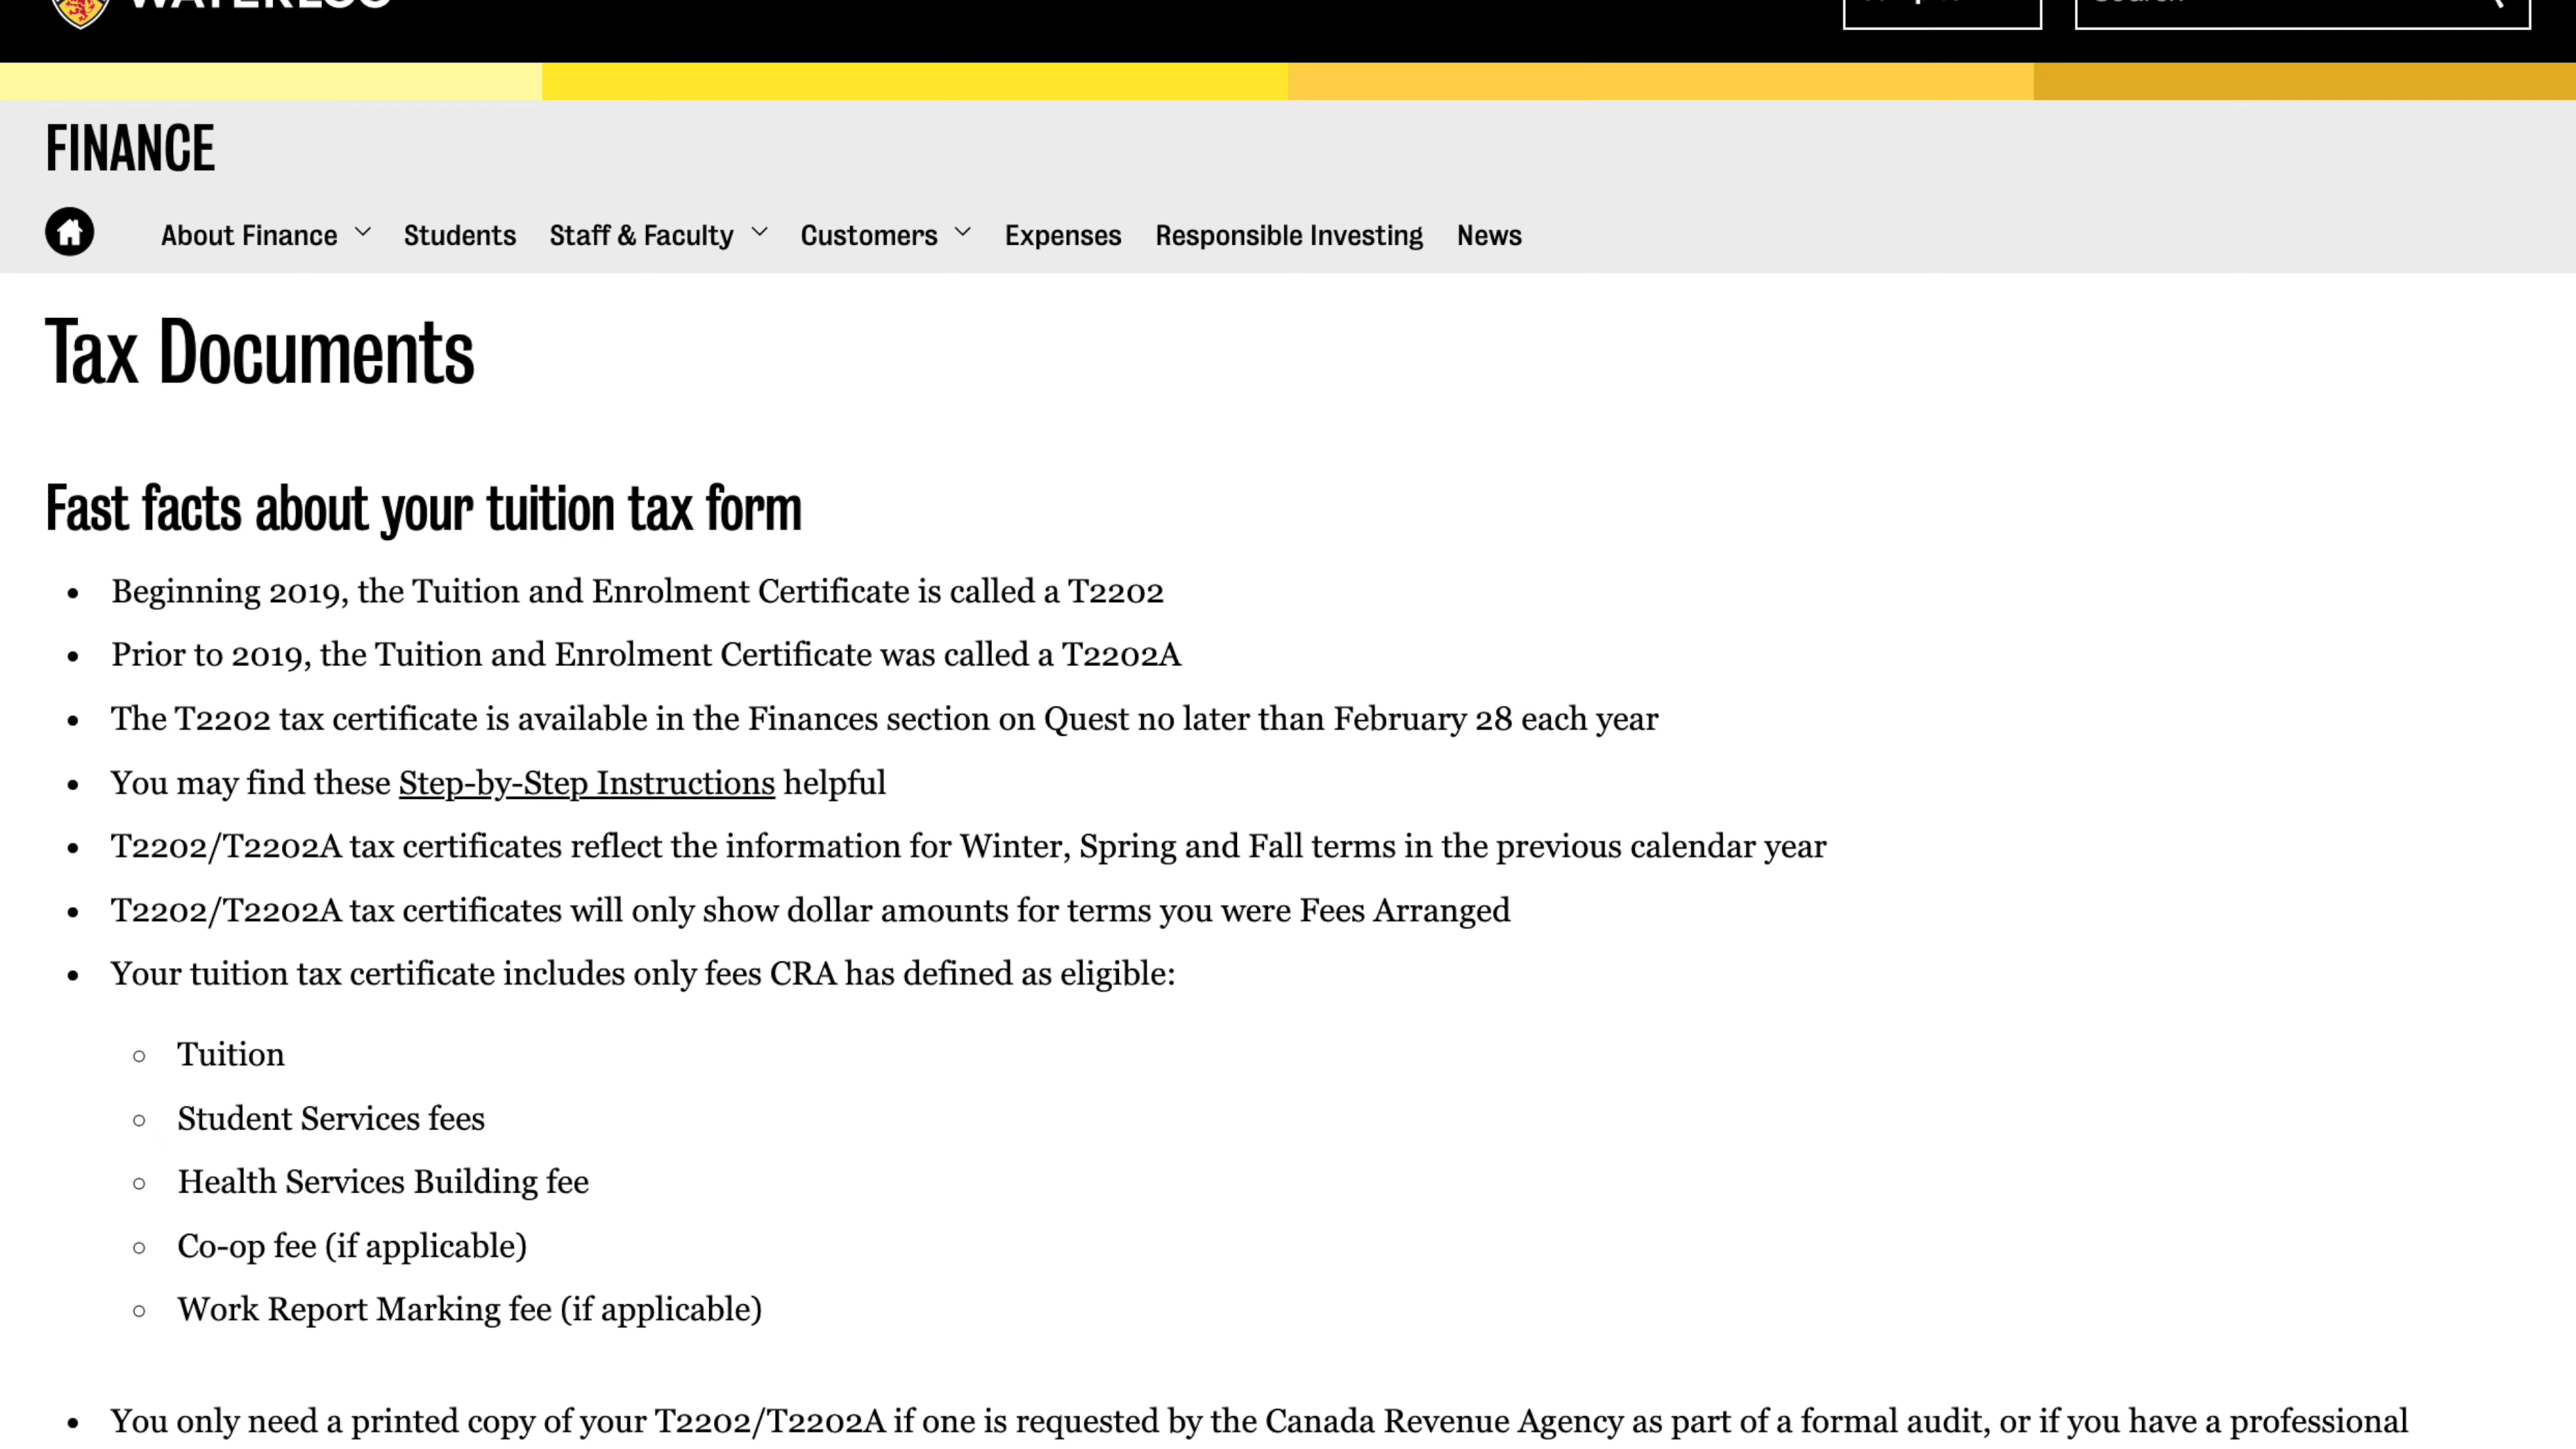 WATERLOO
Search
FINANCE
About Finance Students Staff & Faculty Customers Expenses Responsible Investing News
Tax Documents
Fast facts about your tuition tax form
• Beginning 2019, the Tuition and Enrolment Certificate is called a T2202
• Prior to 2019, the Tuition and Enrolment Certificate was called a T2202A
• The T2202 tax certificate is available in the Finances section on Quest no later than February 28 each year
• You may find these Step-by-Step Instructions helpful
• T2202/T2202A tax certificates reflect the information for Winter, Spring and Fall terms in the previous calendar year
• T2202/T2202A tax certificates will only show dollar amounts for terms you were Fees Arranged
• Your tuition tax certificate includes only fees CRA has defined as eligible:
○ Tuition
○ Student Services fees
○ Health Services Building fee
○ Co-op fee (if applicable)
○ Work Report Marking fee (if applicable)
• You only need a printed copy of your T2202/T2202A if one is requested by the Canada Revenue Agency as part of a formal audit, or if you have a professional